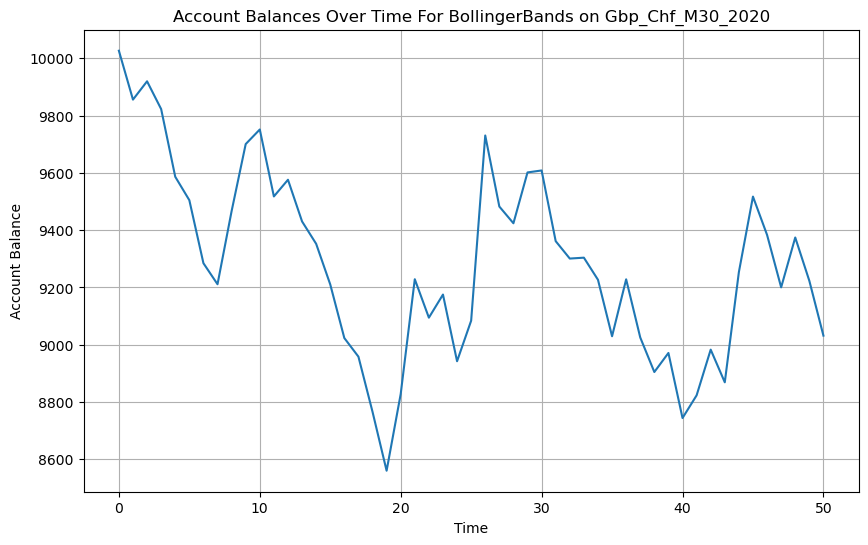 Account Balances Over Time For BollingerBands on Gbp_Chf_M30_2020
10000
9800
9600
9400
9200
9000
8800
8600
Account Balance
0 10 20 30 40 50
Time